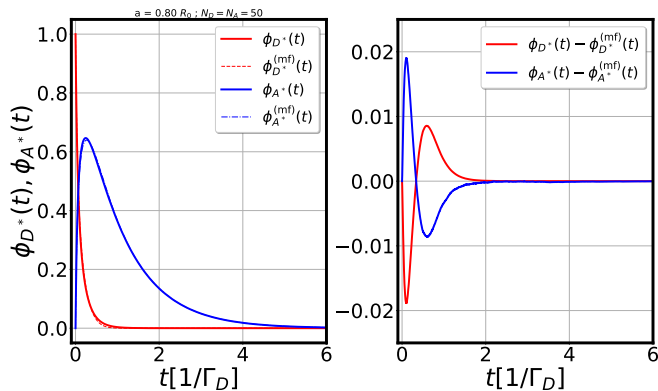 a = 0.80 R₀ ; N_D = N_A = 50
ϕ_{D*}(t), ϕ_{A*}(t)
1.0
0.8
0.6
0.4
0.2
0.0
0
2
4
6
t[1/Γ_D]
ϕ_{D*}(t)
ϕ_{D*}^{(mf)}(t)
ϕ_{A*}(t)
ϕ_{A*}^{(mf)}(t)
0.02
0.01
0.00
−0.01
−0.02
0
2
4
6
t[1/Γ_D]
ϕ_{D*}(t) − ϕ_{D*}^{(mf)}(t)
ϕ_{A*}(t) − ϕ_{A*}^{(mf)}(t)